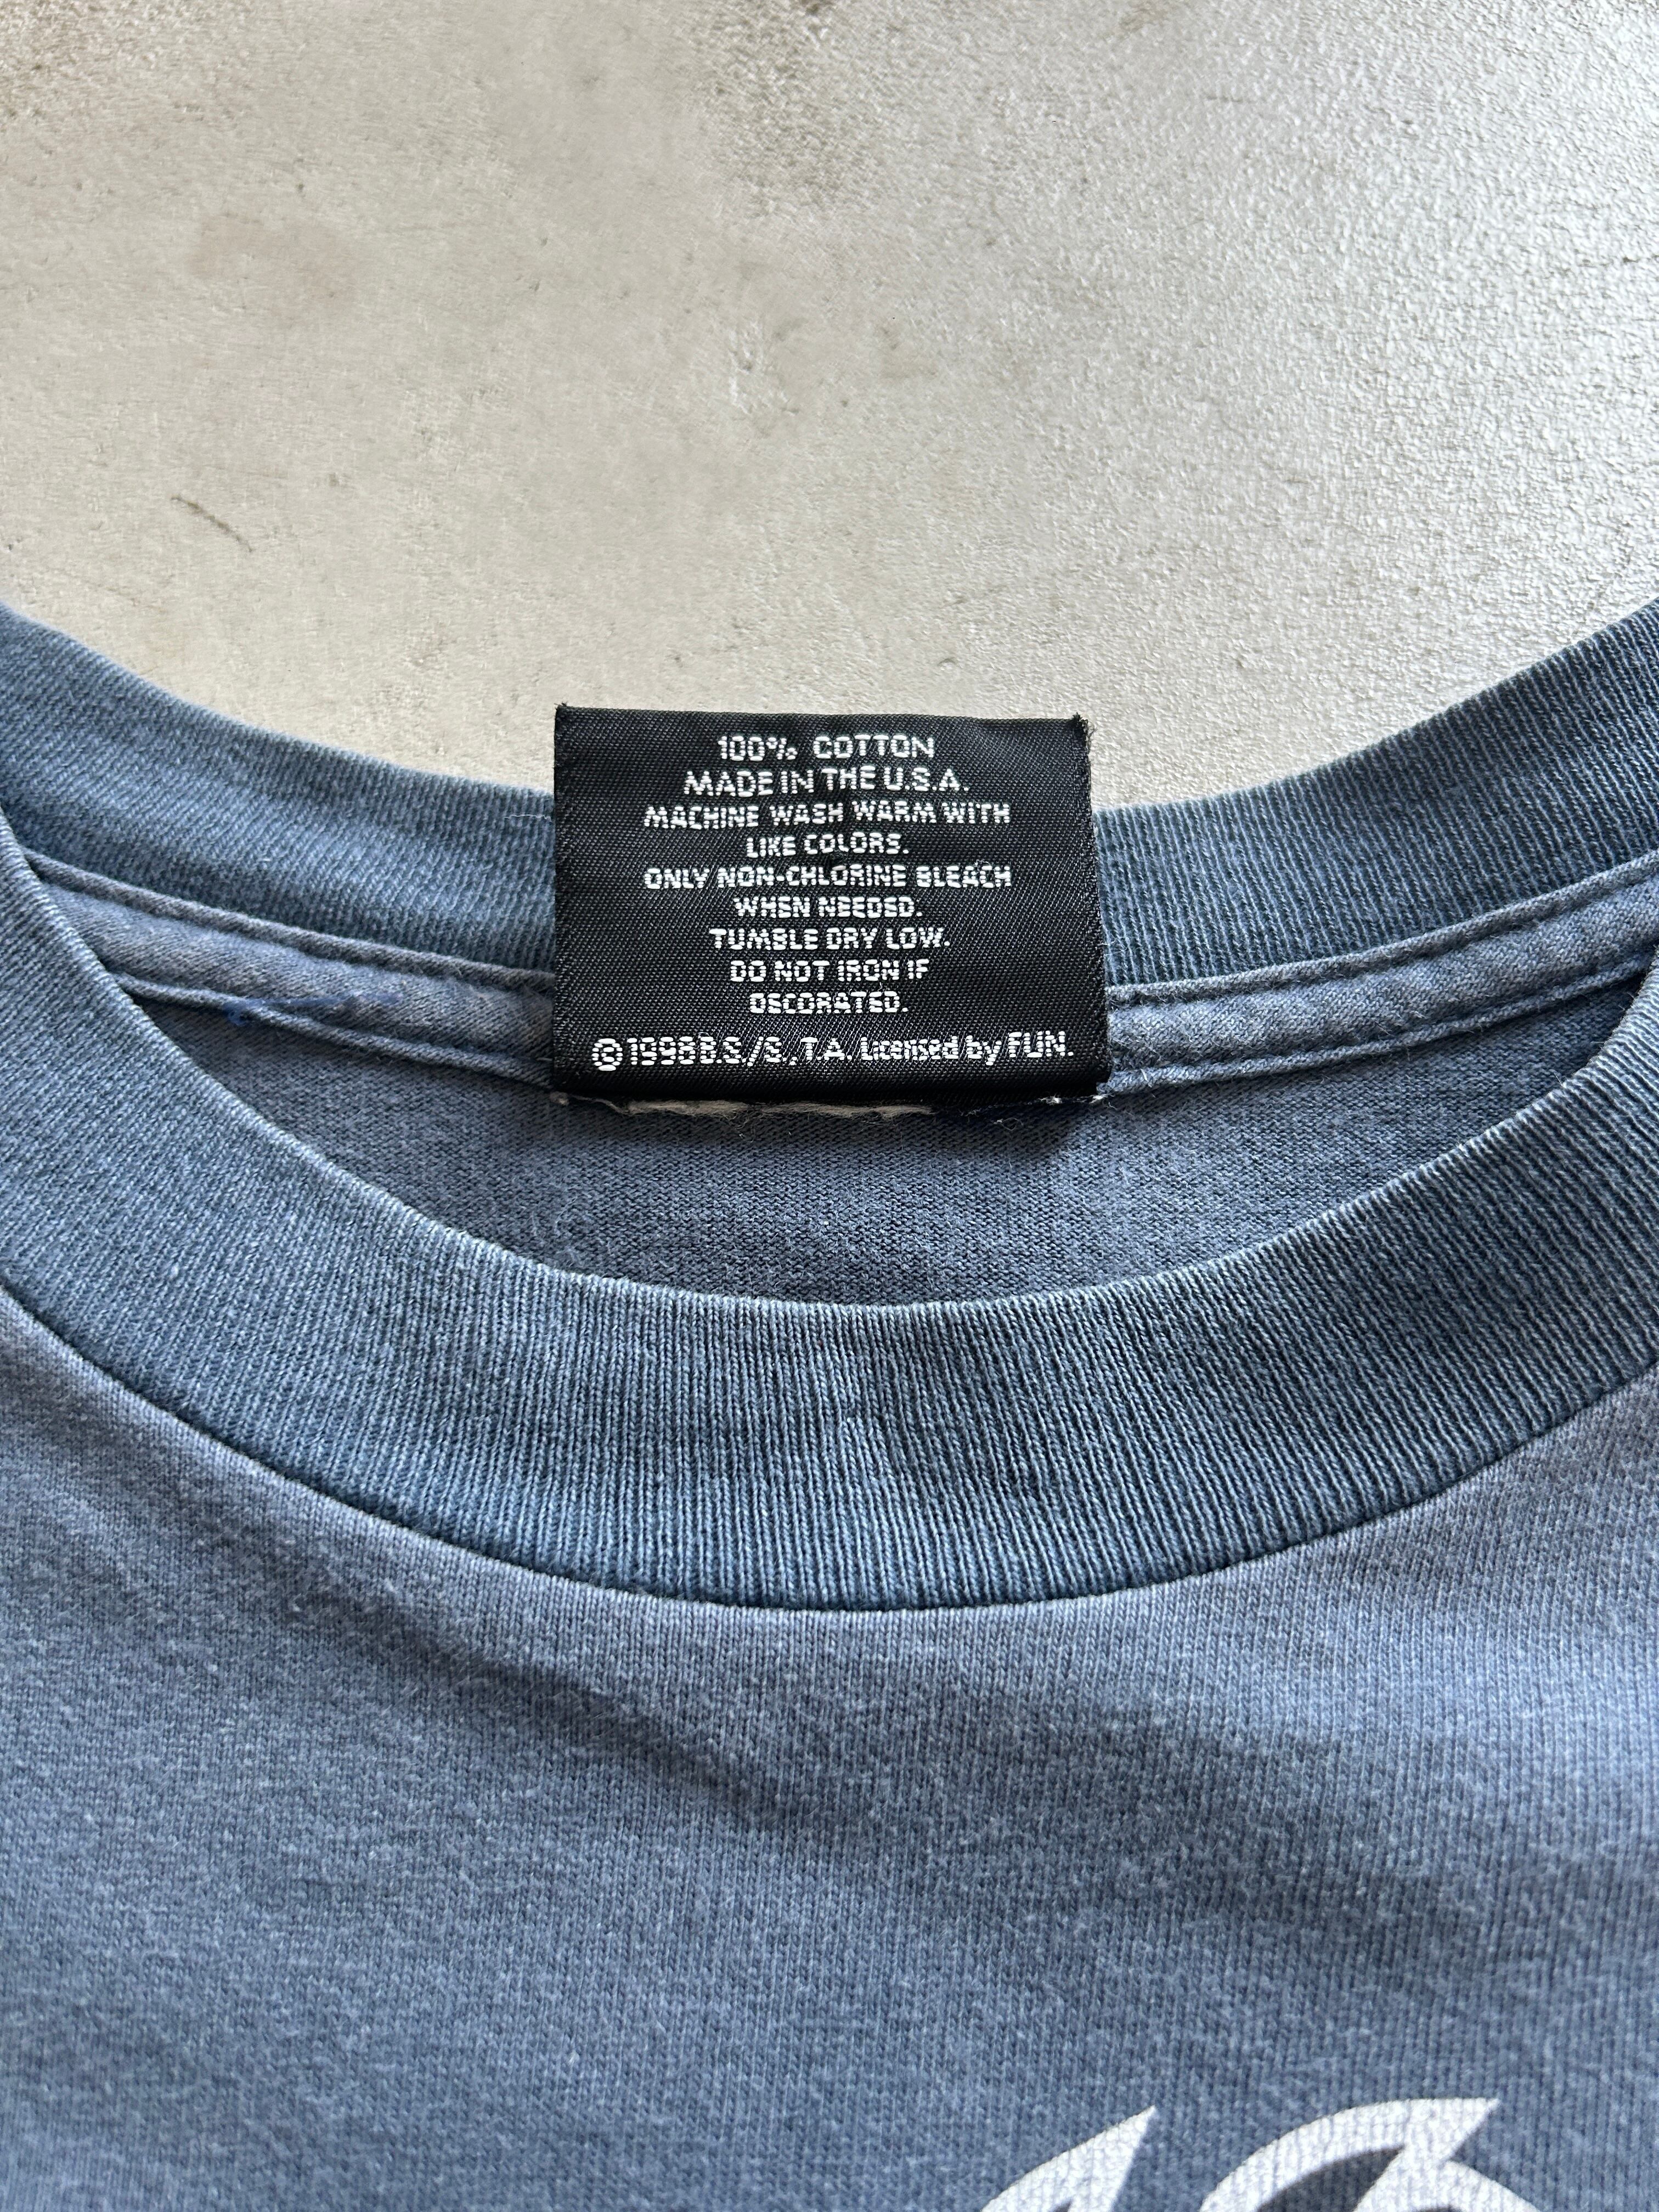 100% COTTON
MADE IN THE U.S.A.
MACHINE WASH WARM WITH
LIKE COLORS.
ONLY NON-CHLORINE BLEACH
WHEN NEEDED.
TUMBLE DRY LOW.
DO NOT IRON IF
DECORATED.
©1998 B.S./S.,T.A. Licensed by FUN.